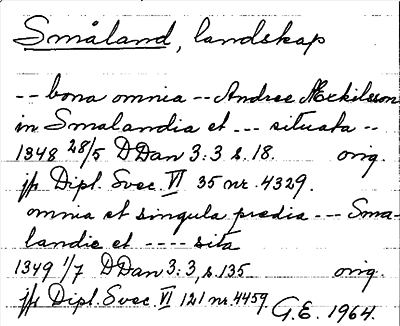 Småland, landskap
-- bona omnia -- Andree Mekilsson
in Smalandia et --- situata --
1348 28/5 DDan 3:3 s. 18. orig.
jfr Dipl. Svec. VI 35 nr. 4329.
omnia et singula predia --- Sma-
landie et ---- sita
1349 1/7 DDan 3:3, s. 135 orig.
jfr Dipl. Svec. VI 121 nr. 4459
G.E. 1964.